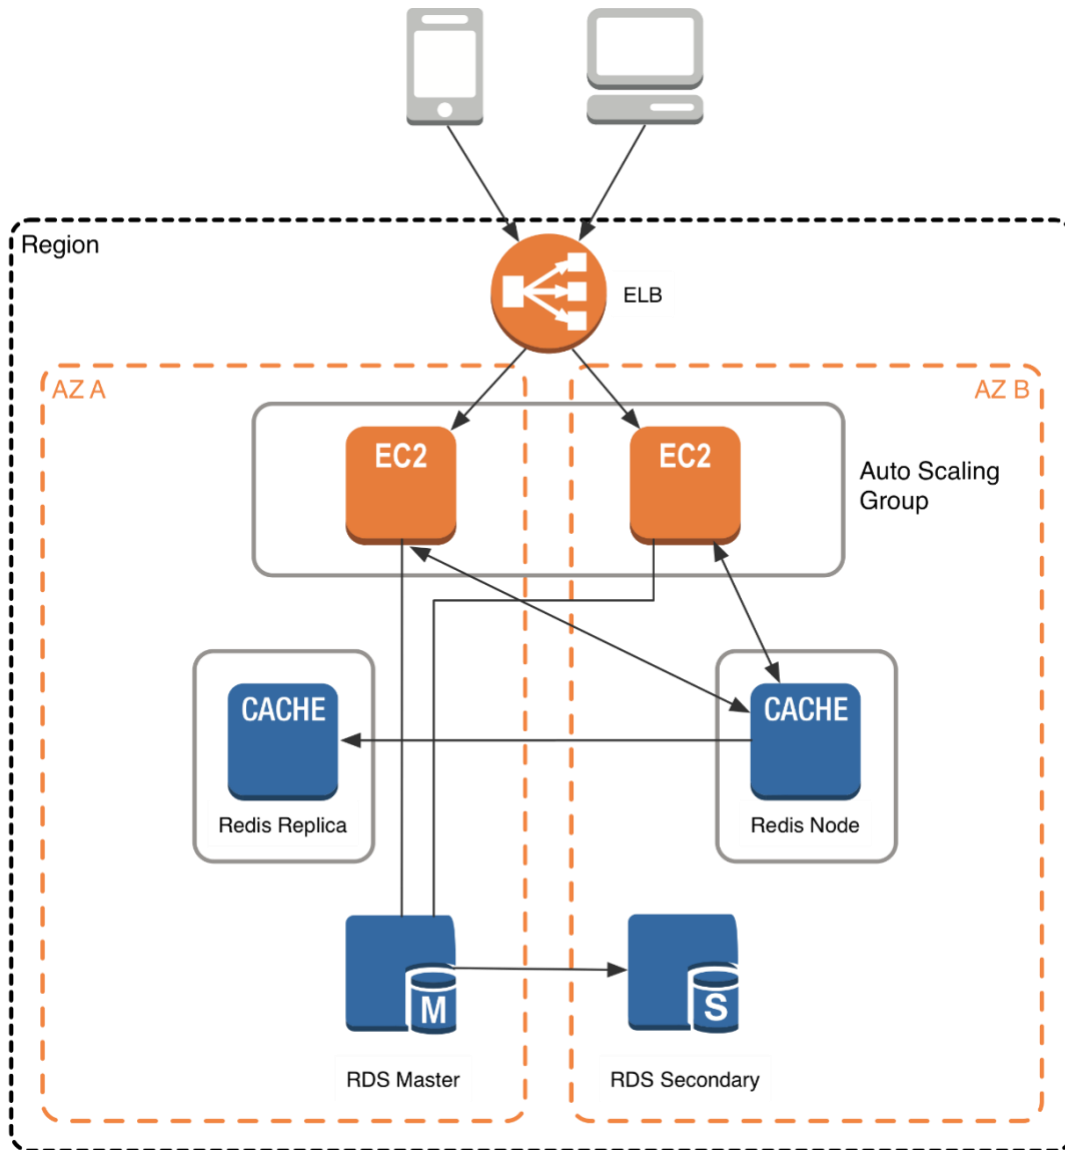 Region
ELB
AZ A
AZ B
EC2
EC2
Auto Scaling
Group
CACHE
CACHE
Redis Replica
Redis Node
M
S
RDS Master
RDS Secondary